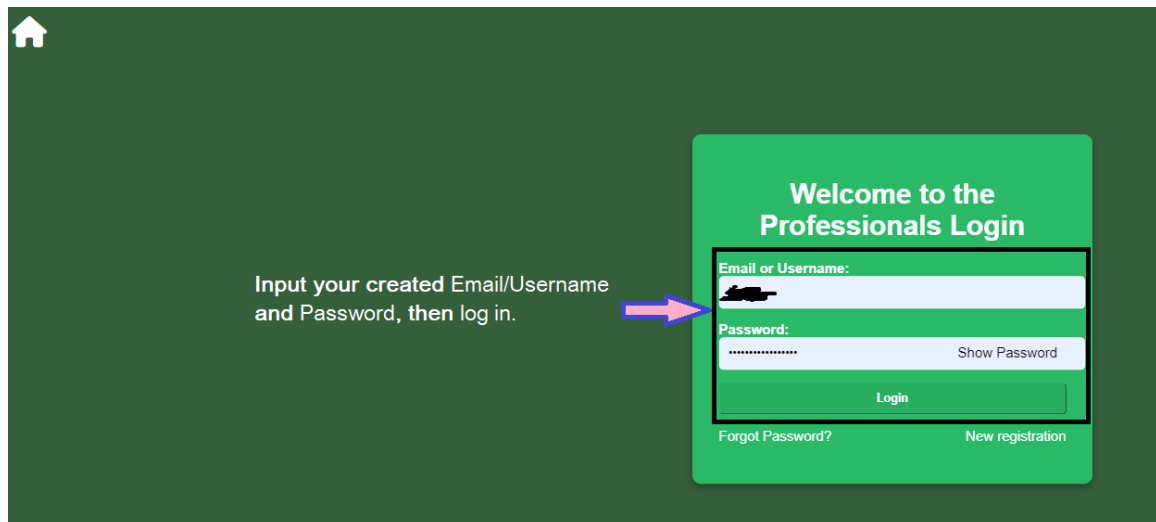 Welcome to the
Professionals Login
Input your created Email/Username
and Password, then log in.
Email or Username:
Password:
Show Password
Login
Forgot Password?
New registration